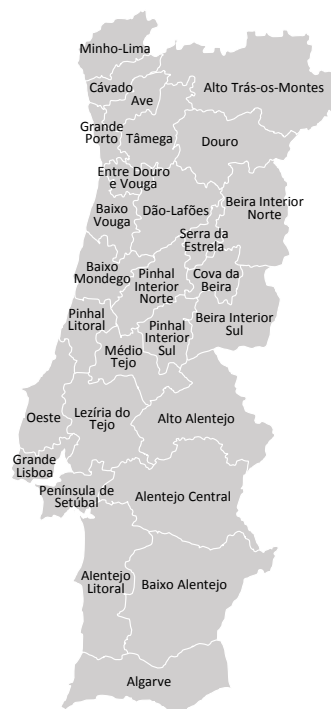 Minho-Lima
Cávado
Ave
Alto Trás-os-Montes
Grande
Porto
Tâmega
Douro
Entre Douro
e Vouga
Baixo
Vouga
Dão-Lafões
Beira Interior
Norte
Serra da
Estrela
Baixo
Mondego
Pinhal
Interior
Norte
Cova da
Beira
Pinhal
Litoral
Pinhal
Interior
Sul
Beira Interior
Sul
Médio
Tejo
Oeste
Lezíria do
Tejo
Alto Alentejo
Grande
Lisboa
Península de
Setúbal
Alentejo Central
Alentejo
Litoral
Baixo Alentejo
Algarve